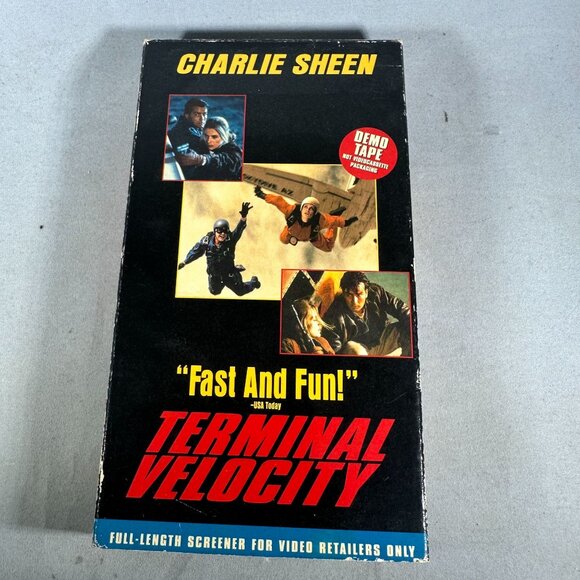 CHARLIE SHEEN
DEMO
TAPE
NOT VIDEOCASSETTE
PACKAGING
"Fast And Fun!"
–USA Today
TERMINAL
VELOCITY
FULL-LENGTH SCREENER FOR VIDEO RETAILERS ONLY